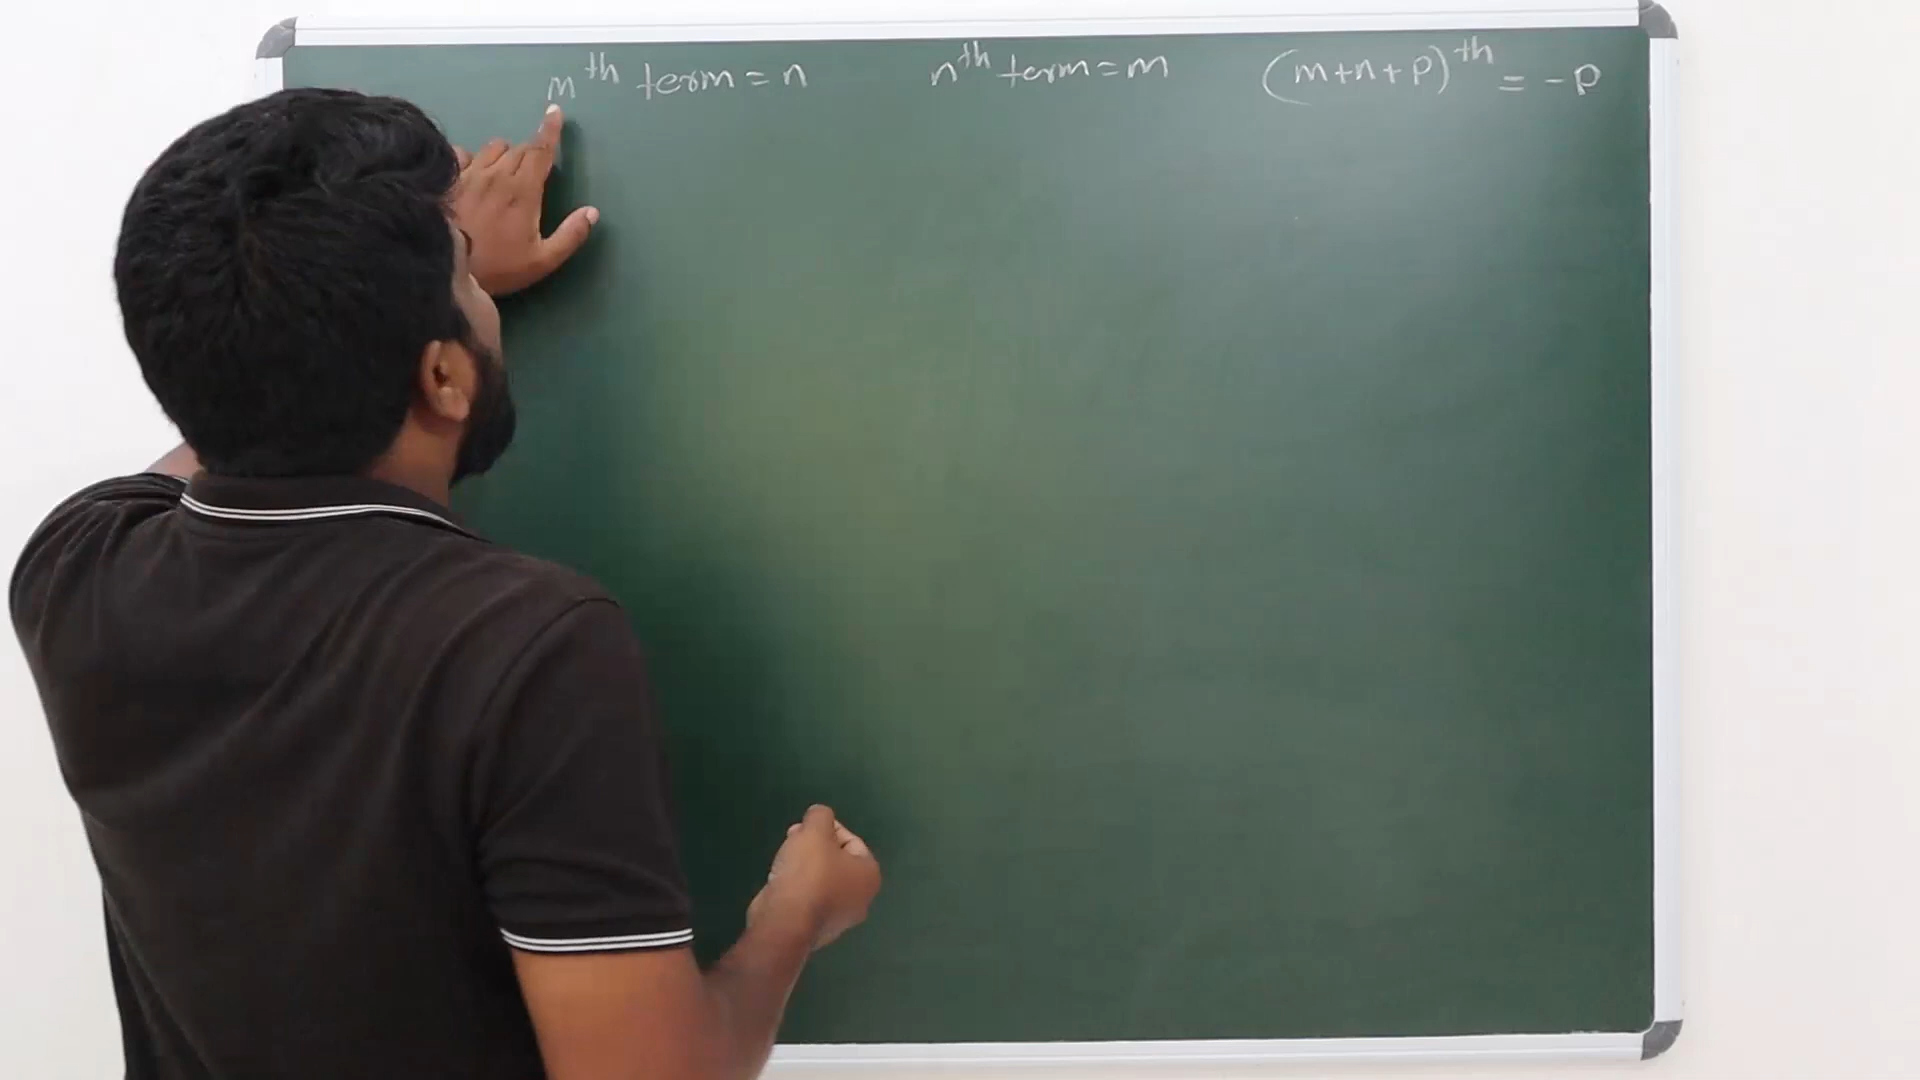 mᵗʰ term = n nᵗʰ term = m (m+n+p)ᵗʰ = -p